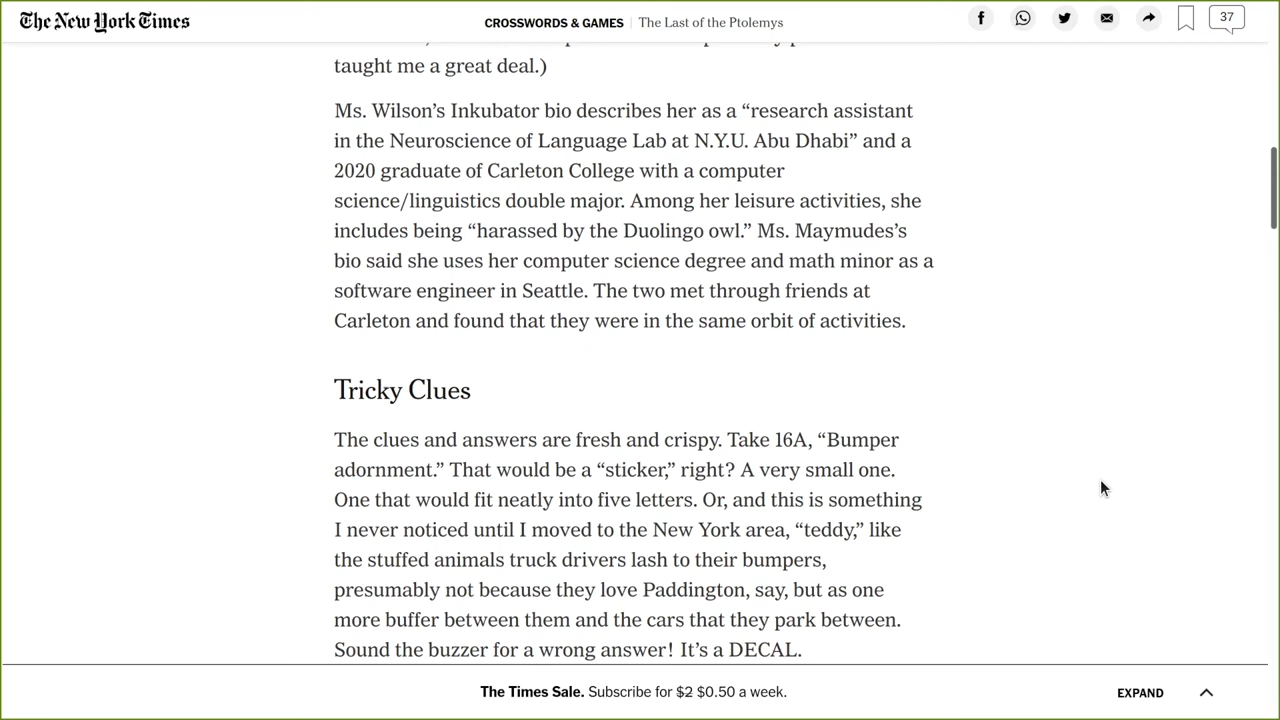 The New York Times
CROSSWORDS & GAMES | The Last of the Ptolemys
37
taught me a great deal.)
Ms. Wilson’s Inkubator bio describes her as a “research assistant
in the Neuroscience of Language Lab at N.Y.U. Abu Dhabi” and a
2020 graduate of Carleton College with a computer
science/linguistics double major. Among her leisure activities, she
includes being “harassed by the Duolingo owl.” Ms. Maymudes’s
bio said she uses her computer science degree and math minor as a
software engineer in Seattle. The two met through friends at
Carleton and found that they were in the same orbit of activities.
Tricky Clues
The clues and answers are fresh and crispy. Take 16A, “Bumper
adornment.” That would be a “sticker,” right? A very small one.
One that would fit neatly into five letters. Or, and this is something
I never noticed until I moved to the New York area, “teddy,” like
the stuffed animals truck drivers lash to their bumpers,
presumably not because they love Paddington, say, but as one
more buffer between them and the cars that they park between.
Sound the buzzer for a wrong answer! It’s a DECAL.
The Times Sale. Subscribe for $2 $0.50 a week.
EXPAND